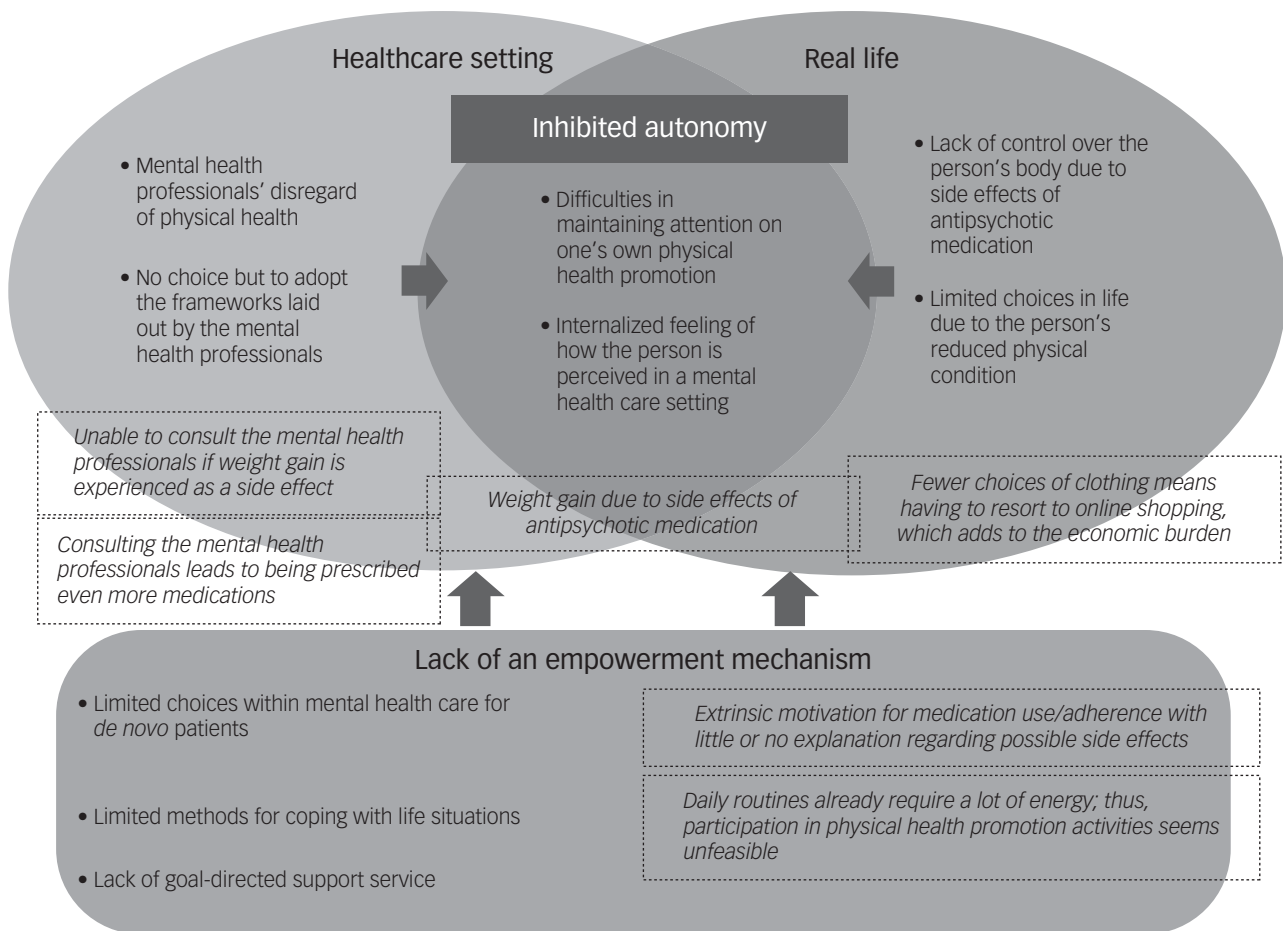 Healthcare setting
Real life
Inhibited autonomy
• Mental health
professionals’ disregard
of physical health
• No choice but to adopt
the frameworks laid
out by the mental
health professionals
• Difficulties in
maintaining attention on
one’s own physical
health promotion
• Internalized feeling of
how the person is
perceived in a mental
health care setting
• Lack of control over the
person’s body due to
side effects of
antipsychotic
medication
• Limited choices in life
due to the person’s
reduced physical
condition
Unable to consult the mental health
professionals if weight gain is
experienced as a side effect
Consulting the mental health
professionals leads to being prescribed
even more medications
Weight gain due to side effects of
antipsychotic medication
Fewer choices of clothing means
having to resort to online shopping,
which adds to the economic burden
Lack of an empowerment mechanism
• Limited choices within mental health care for
de novo patients
• Limited methods for coping with life situations
• Lack of goal-directed support service
Extrinsic motivation for medication use/adherence with
little or no explanation regarding possible side effects
Daily routines already require a lot of energy; thus,
participation in physical health promotion activities seems
unfeasible